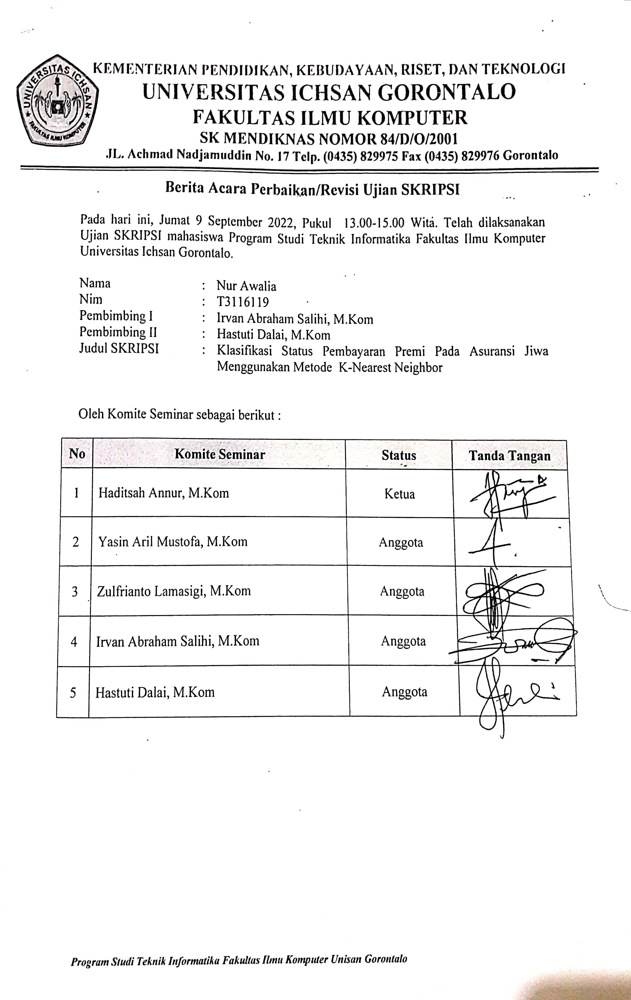 UNIVERSITAS ICHSAN
FAKULTAS ILMU KOMPUTER
KEMENTERIAN PENDIDIKAN, KEBUDAYAAN, RISET, DAN TEKNOLOGI
UNIVERSITAS ICHSAN GORONTALO
FAKULTAS ILMU KOMPUTER
SK MENDIKNAS NOMOR 84/D/O/2001
JL. Achmad Nadjamuddin No. 17 Telp. (0435) 829975 Fax (0435) 829976 Gorontalo
Berita Acara Perbaikan/Revisi Ujian SKRIPSI
Pada hari ini, Jumat 9 September 2022, Pukul 13.00-15.00 Wita. Telah dilaksanakan
Ujian SKRIPSI mahasiswa Program Studi Teknik Informatika Fakultas Ilmu Komputer
Universitas Ichsan Gorontalo.
Nama : Nur Awalia
Nim : T3116119
Pembimbing I : Irvan Abraham Salihi, M.Kom
Pembimbing II : Hastuti Dalai, M.Kom
Judul SKRIPSI : Klasifikasi Status Pembayaran Premi Pada Asuransi Jiwa
Menggunakan Metode K-Nearest Neighbor
Oleh Komite Seminar sebagai berikut :
No Komite Seminar Status Tanda Tangan
1 Haditsah Annur, M.Kom Ketua
2 Yasin Aril Mustofa, M.Kom Anggota
3 Zulfrianto Lamasigi, M.Kom Anggota
4 Irvan Abraham Salihi, M.Kom Anggota
5 Hastuti Dalai, M.Kom Anggota
Program Studi Teknik Informatika Fakultas Ilmu Komputer Unisan Gorontalo